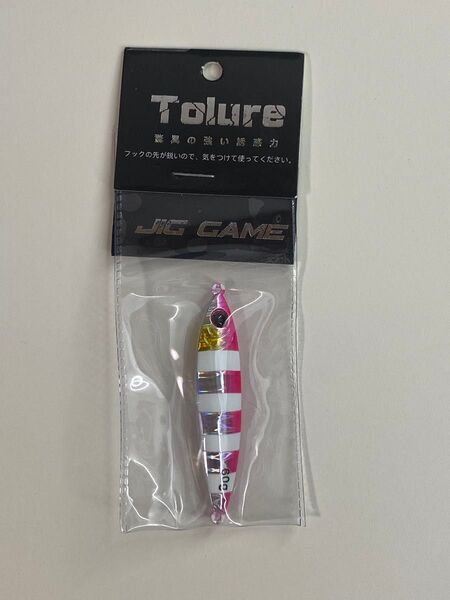 Tolure
驚異の強い誘惑力
フックの先が鋭いので、気をつけて使ってください。
JIG GAME
60g